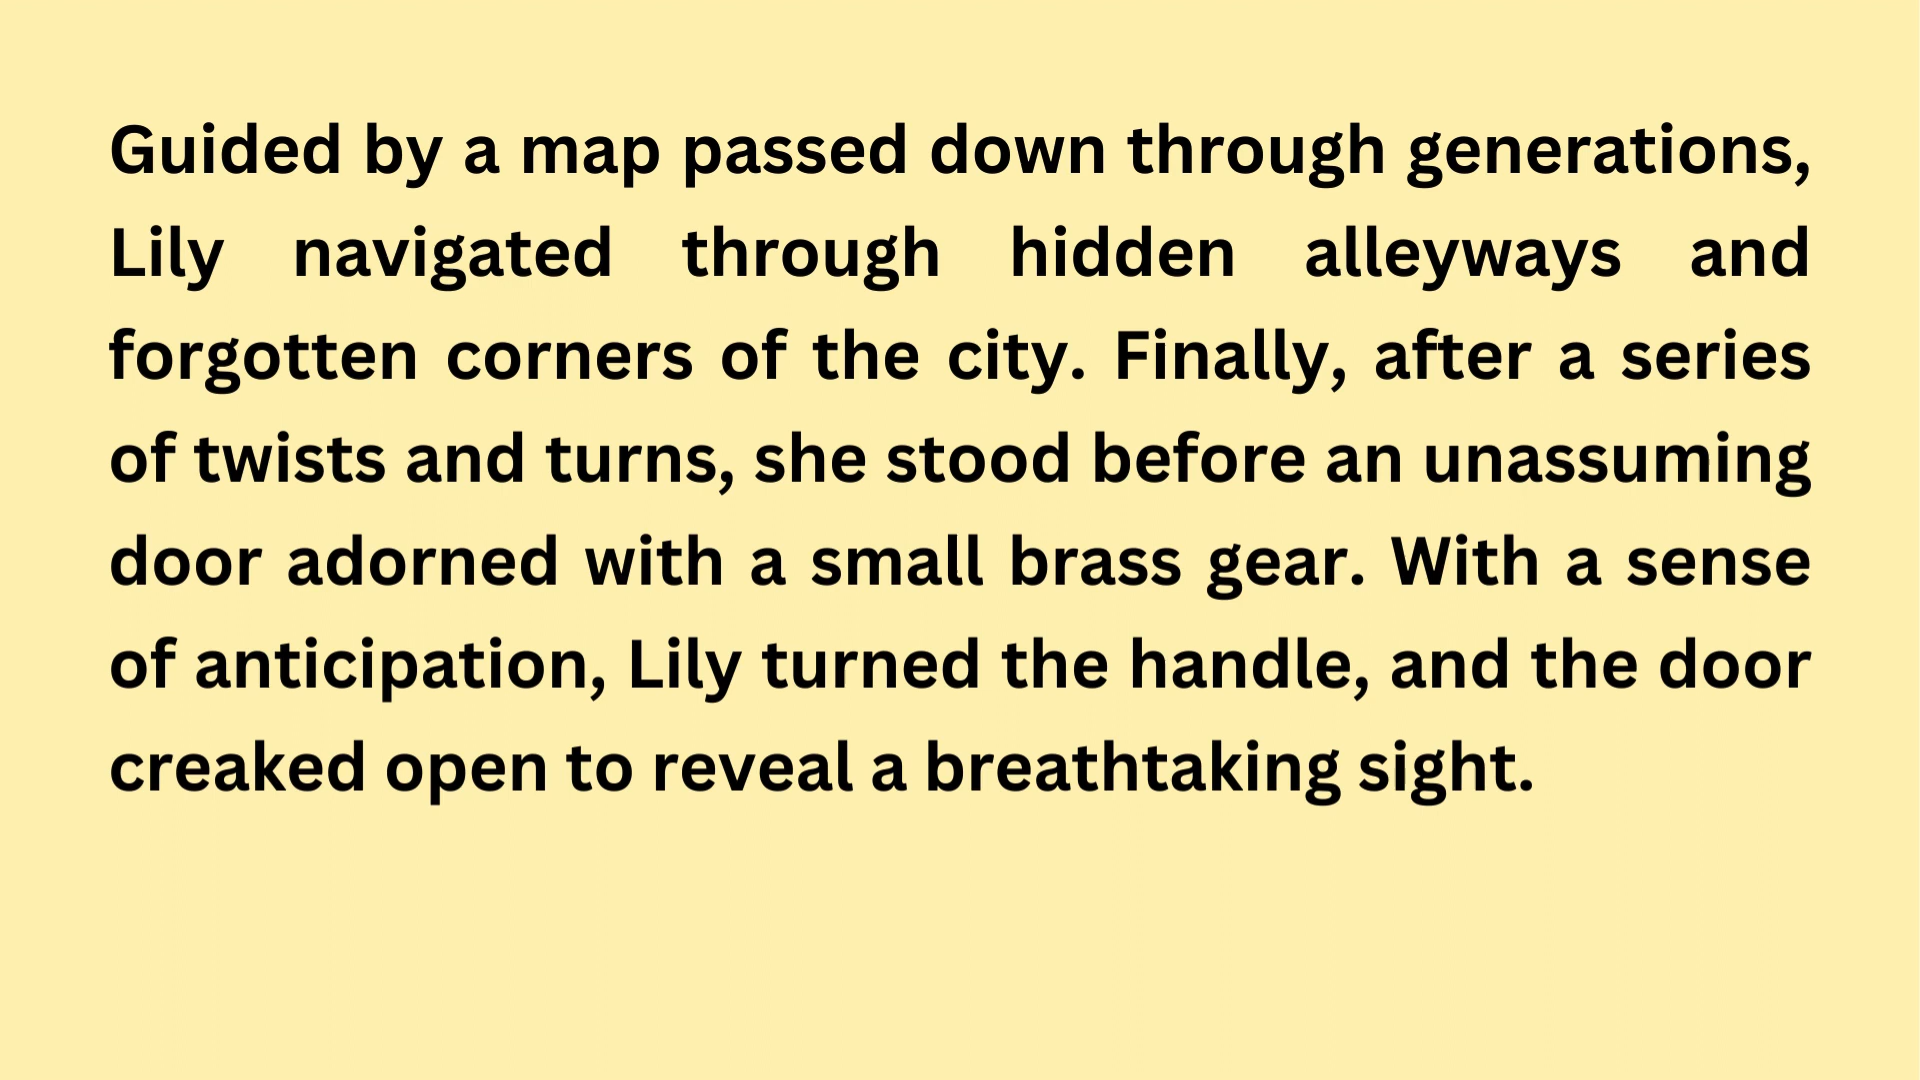 Guided by a map passed down through generations,
Lily navigated through hidden alleyways and
forgotten corners of the city. Finally, after a series
of twists and turns, she stood before an unassuming
door adorned with a small brass gear. With a sense
of anticipation, Lily turned the handle, and the door
creaked open to reveal a breathtaking sight.